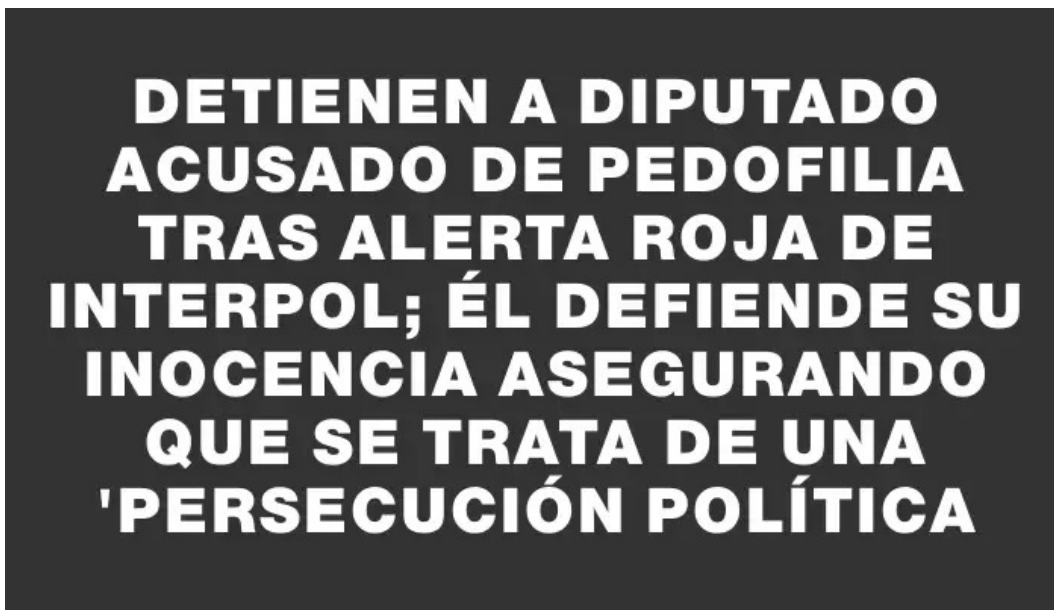 DETIENEN A DIPUTADO
ACUSADO DE PEDOFILIA
TRAS ALERTA ROJA DE
INTERPOL; ÉL DEFIENDE SU
INOCENCIA ASEGURANDO
QUE SE TRATA DE UNA
'PERSECUCIÓN POLÍTICA